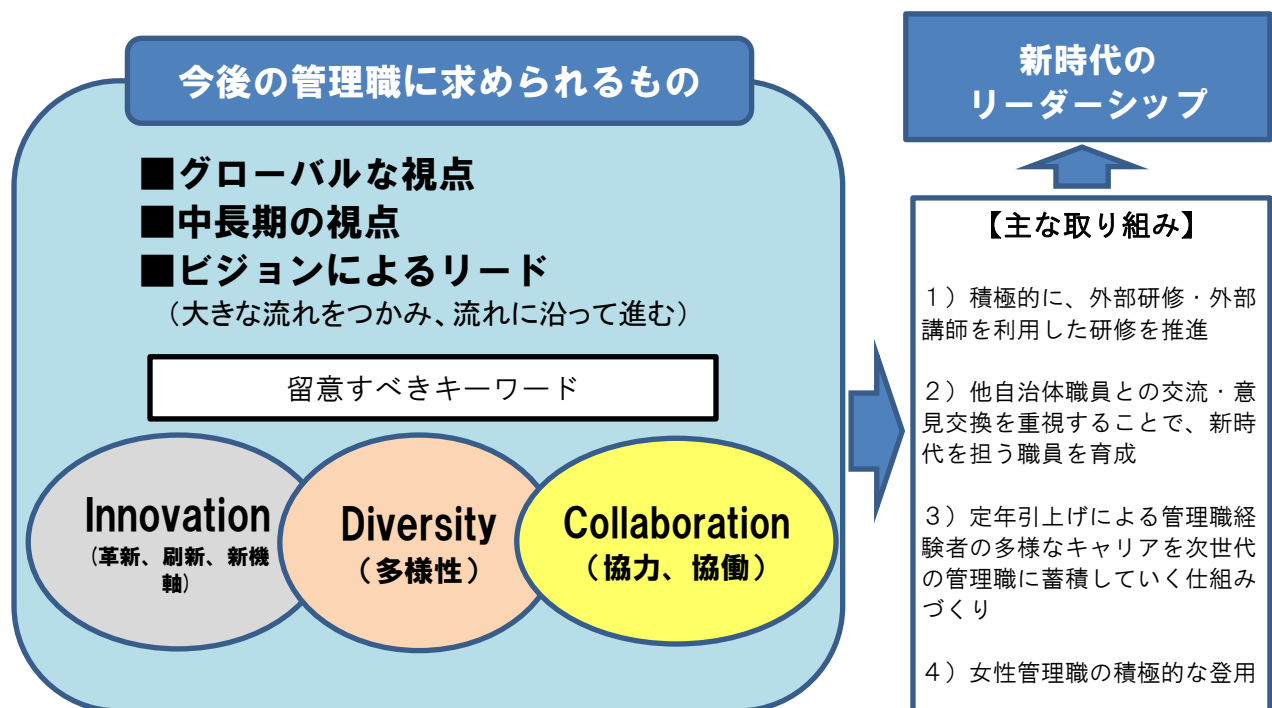 今後の管理職に求められるもの
■グローバルな視点
■中長期の視点
■ビジョンによるリード
（大きな流れをつかみ、流れに沿って進む）
留意すべきキーワード
Innovation
（革新、刷新、新機
軸）
Diversity
（多様性）
Collaboration
（協力、協働）
新時代の
リーダーシップ
【主な取り組み】
１）積極的に、外部研修・外部
講師を利用した研修を推進
２）他自治体職員との交流・意
見交換を重視することで、新時
代を担う職員を育成
３）定年引上げによる管理職経
験者の多様なキャリアを次世代
の管理職に蓄積していく仕組み
づくり
４）女性管理職の積極的な登用